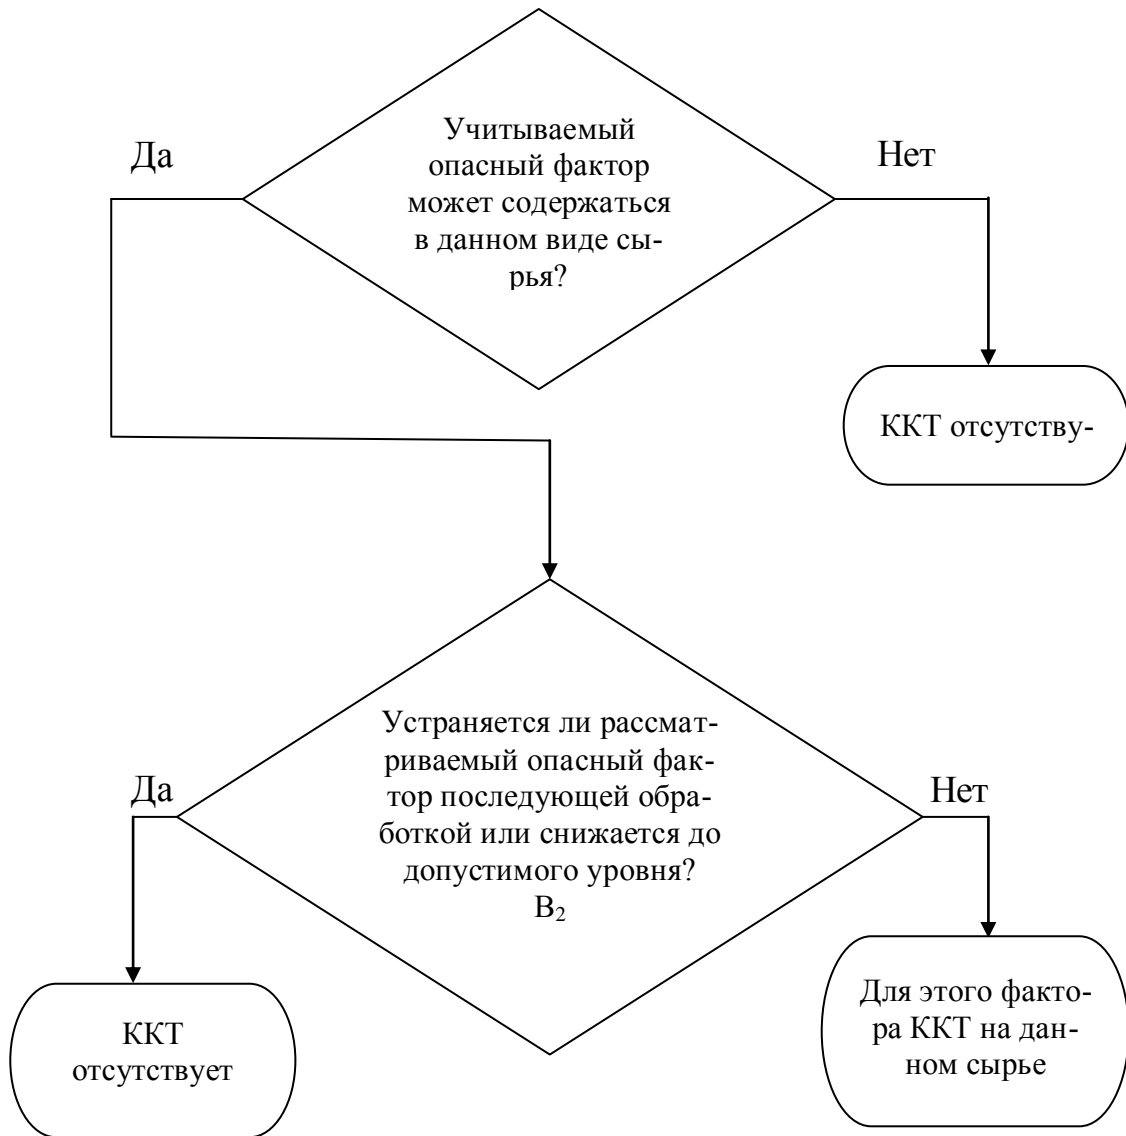 Да
Учитываемый
опасный фактор
может содержаться
в данном виде сы-
рья?
Нет
ККТ отсутству-
Да
Устраняется ли рассмат-
риваемый опасный фак-
тор последующей обра-
боткой или снижается до
допустимого уровня?
В₂
Нет
ККТ
отсутствует
Для этого факто-
ра ККТ на дан-
ном сырье